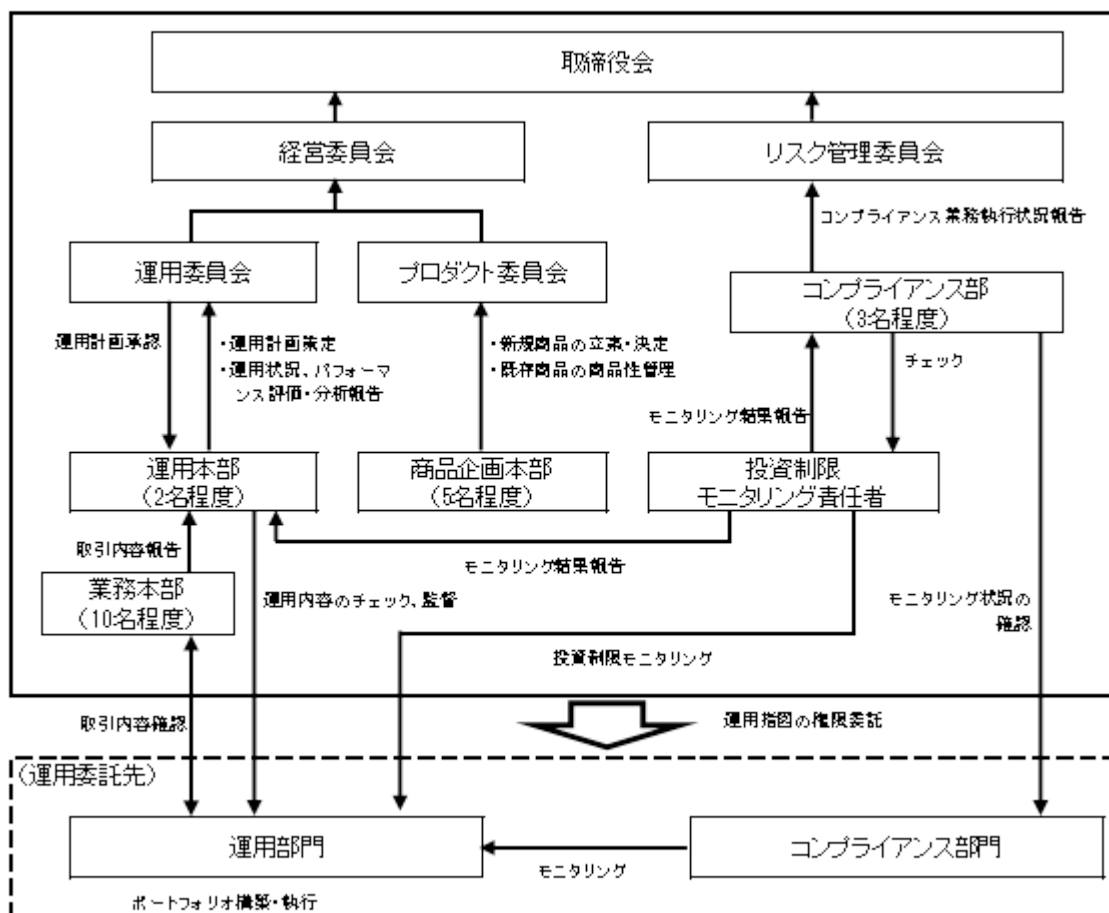 取締役会
経営委員会
リスク管理委員会
コンプライアンス業務執行状況報告
運用委員会
プロダクト委員会
コンプライアンス部
(3名程度)
運用計画承認
・運用計画策定
・運用状況、パフォーマ
ンス評価・分析報告
・新規商品の立案・決定
・既存商品の商品性管理
チェック
モニタリング結果報告
運用本部
(2名程度)
商品企画本部
(5名程度)
投資制限
モニタリング責任者
取引内容報告
モニタリング結果報告
業務本部
(10名程度)
運用内容のチェック、監督
モニタリング状況の
確認
投資制限モニタリング
取引内容確認
運用指図の権限委託
(運用委託先)
運用部門
コンプライアンス部門
モニタリング
ポートフォリオ構築・執行